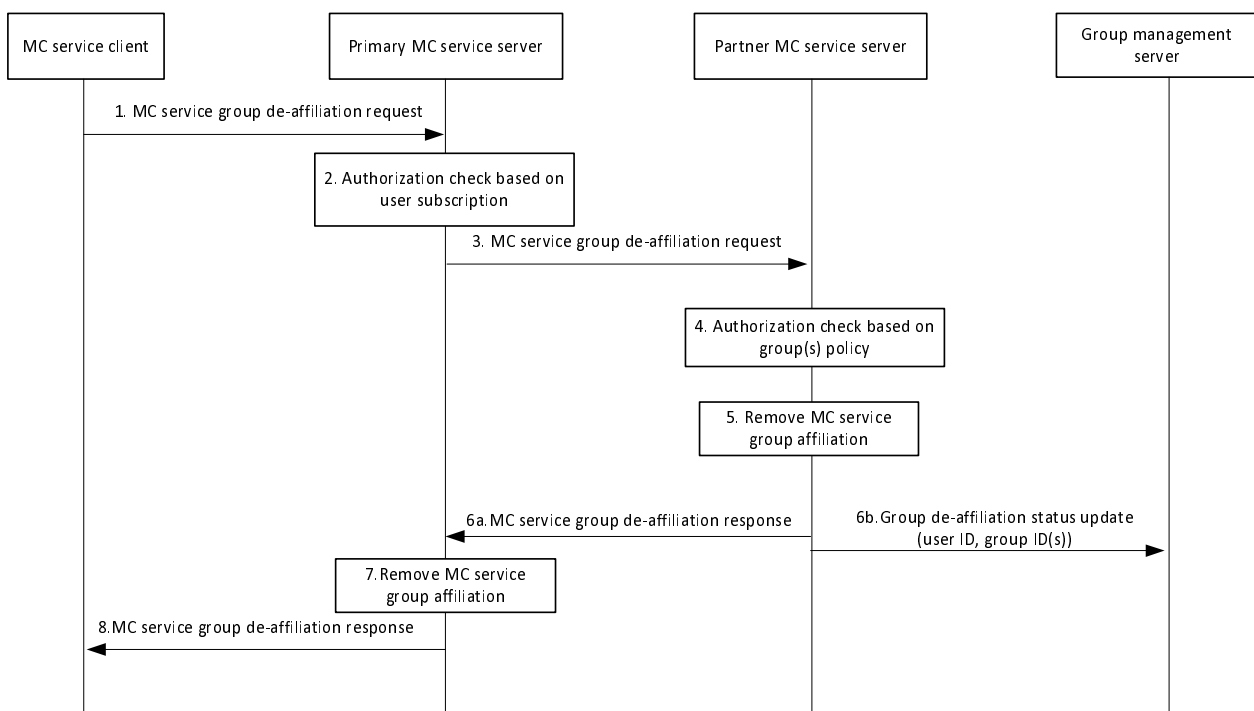 MC service client
Primary MC service server
Partner MC service server
Group management
server
1. MC service group de-affiliation request
2. Authorization check based on
user subscription
3. MC service group de-affiliation request
4. Authorization check based on
group(s) policy
5. Remove MC service
group affiliation
6a. MC service group de-affiliation response
6b. Group de-affiliation status update
(user ID, group ID(s))
7. Remove MC service
group affiliation
8. MC service group de-affiliation response